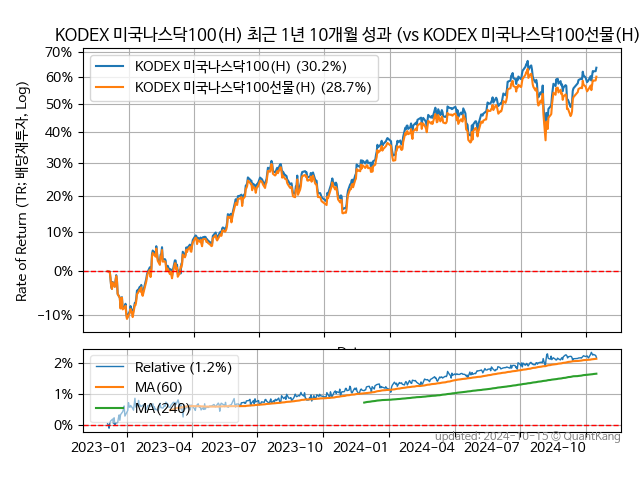 KODEX 미국나스닥100(H) 최근 1년 10개월 성과 (vs KODEX 미국나스닥100선물(H)
70%
60%
50%
40%
30%
20%
10%
0%
−10%
Rate of Return (TR: 배당재투자, Log)
KODEX 미국나스닥100(H) (30.2%)
KODEX 미국나스닥100선물(H) (28.7%)
2%
1%
0%
Relative (1.2%)
MA(60)
MA(240)
2023-01 2023-04 2023-07 2023-10 2024-01 2024-04 2024-07 2024-10
updated: 2024-10-15 © QuantKang